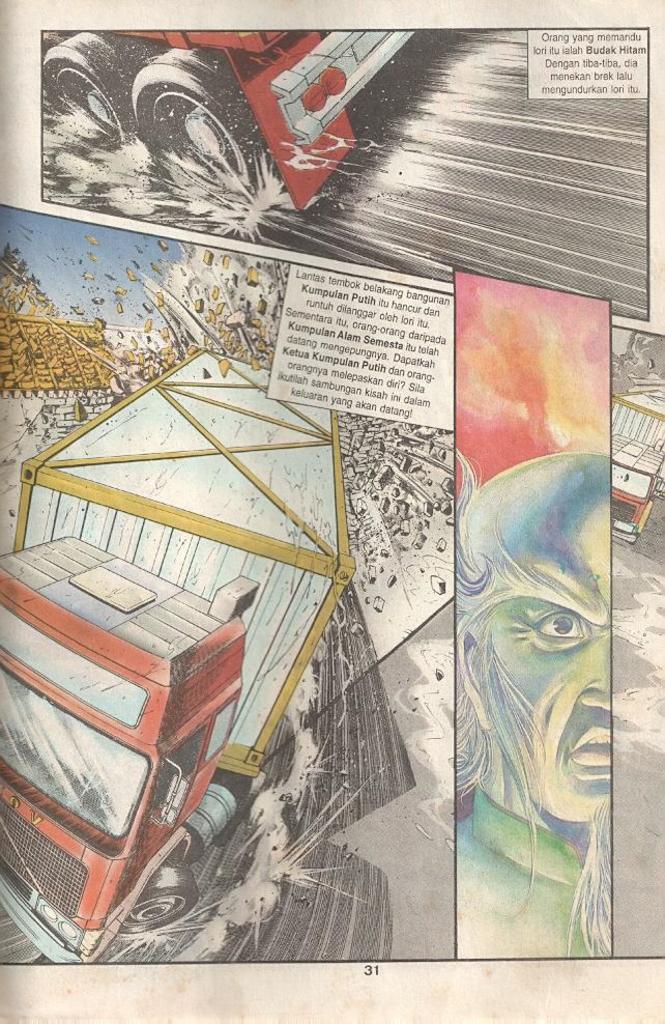 Orang yang memandu
lori itu ialah Budak Hitam
Dengan tiba-tiba, dia
menekan brek lalu
mengundurkan lori itu.
Lantas tembok belakang bangunan
Kumpulan Putih itu hancur dan
runtuh dilanggar oleh lori itu.
Sementara itu, orang-orang daripada
Kumpulan Alam Semesta itu telah
datang mengepungnya. Dapatkah
Ketua Kumpulan Putih dan orang-
orangnya melepaskan diri? Sila
ikutilah sambungan kisah ini dalam
keluaran yang akan datang!
31